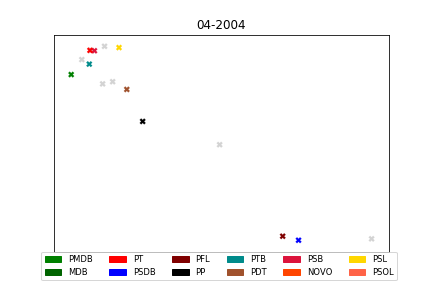 04-2004
PMDB PT PFL PTB PSB PSL
MDB PSDB PP PDT NOVO PSOL